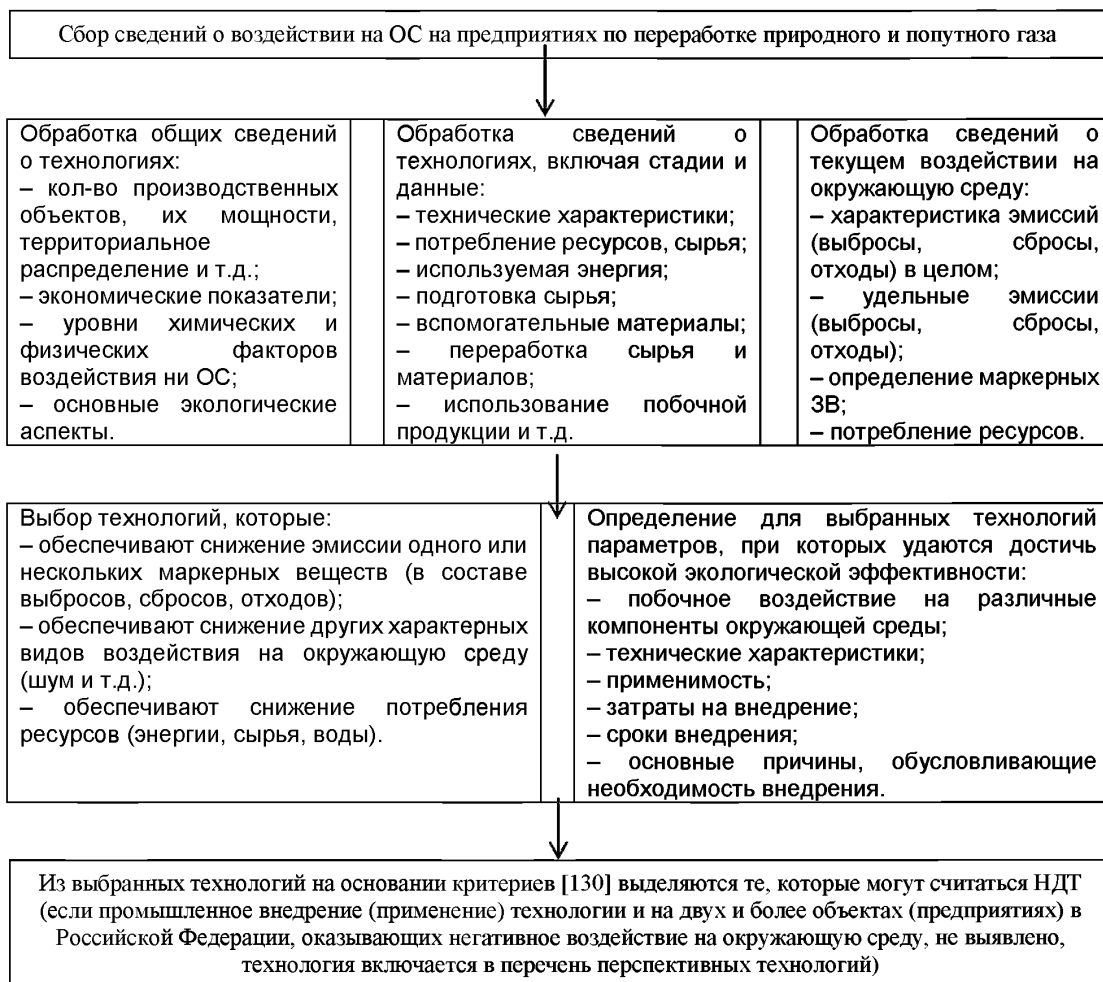 Сбор сведений о воздействии на ОС на предприятиях по переработке природного и попутного газа
Обработка общих сведений
о технологиях:
– кол-во производственных
объектов, их мощности,
территориальное
распределение и т.д.;
– экономические показатели;
– уровни химических и
физических факторов
воздействия ни ОС;
– основные экологические
аспекты.
Обработка сведений о
технологиях, включая стадии и
данные:
– технические характеристики;
– потребление ресурсов, сырья;
– используемая энергия;
– подготовка сырья;
– вспомогательные материалы;
– переработка сырья и
материалов;
– использование побочной
продукции и т.д.
Обработка сведений о
текущем воздействии на
окружающую среду:
– характеристика эмиссий
(выбросы, сбросы,
отходы) в целом;
– удельные эмиссии
(выбросы, сбросы,
отходы);
– определение маркерных
ЗВ;
– потребление ресурсов.
Выбор технологий, которые:
– обеспечивают снижение эмиссии одного или
нескольких маркерных веществ (в составе
выбросов, сбросов, отходов);
– обеспечивают снижение других характерных
видов воздействия на окружающую среду
(шум и т.д.);
– обеспечивают снижение потребления
ресурсов (энергии, сырья, воды).
Определение для выбранных технологий
параметров, при которых удаются достичь
высокой экологической эффективности:
– побочное воздействие на различные
компоненты окружающей среды;
– технические характеристики;
– применимость;
– затраты на внедрение;
– сроки внедрения;
– основные причины, обусловливающие
необходимость внедрения.
Из выбранных технологий на основании критериев [130] выделяются те, которые могут считаться НДТ
(если промышленное внедрение (применение) технологии и на двух и более объектах (предприятиях) в
Российской Федерации, оказывающих негативное воздействие на окружающую среду, не выявлено,
технология включается в перечень перспективных технологий)